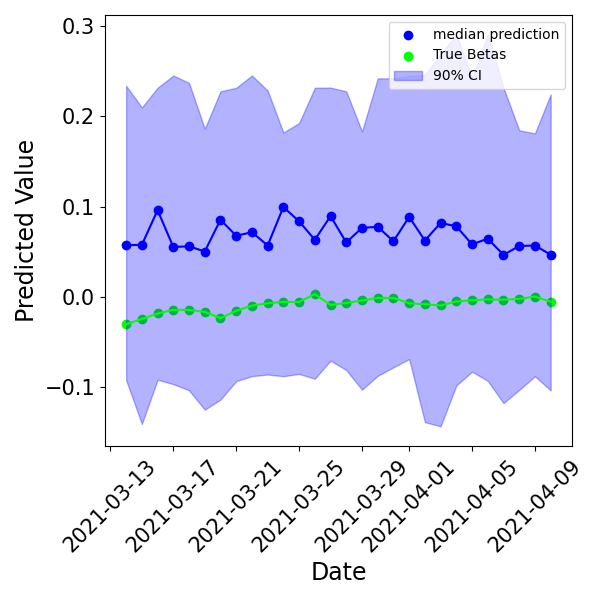 0.3
0.2
0.1
0.0
−0.1
Predicted Value
median prediction
True Betas
90% CI
2021-03-13
2021-03-17
2021-03-21
2021-03-25
2021-03-29
2021-04-01
2021-04-05
2021-04-09
Date